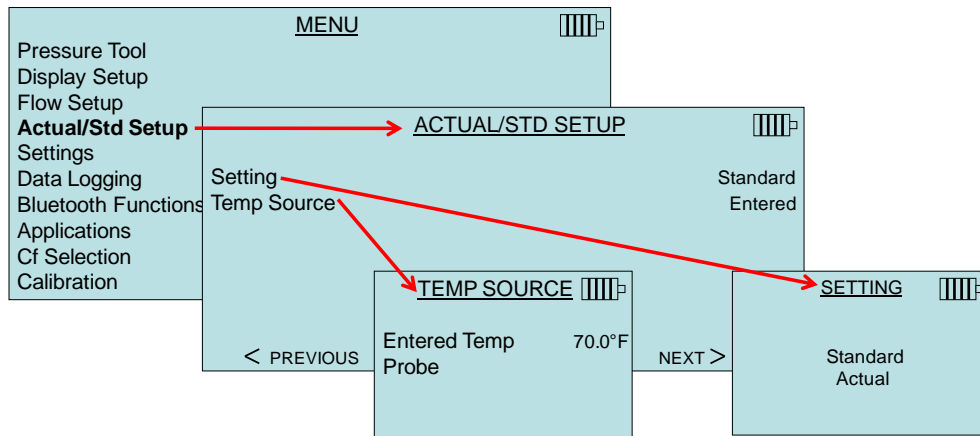 MENU
Pressure Tool
Display Setup
Flow Setup
Actual/Std Setup
Settings
Data Logging
Bluetooth Functions
Applications
Cf Selection
Calibration
ACTUAL/STD SETUP
Setting Standard
Temp Source Entered
< PREVIOUS NEXT >
TEMP SOURCE
Entered Temp 70.0°F
Probe
SETTING
Standard
Actual